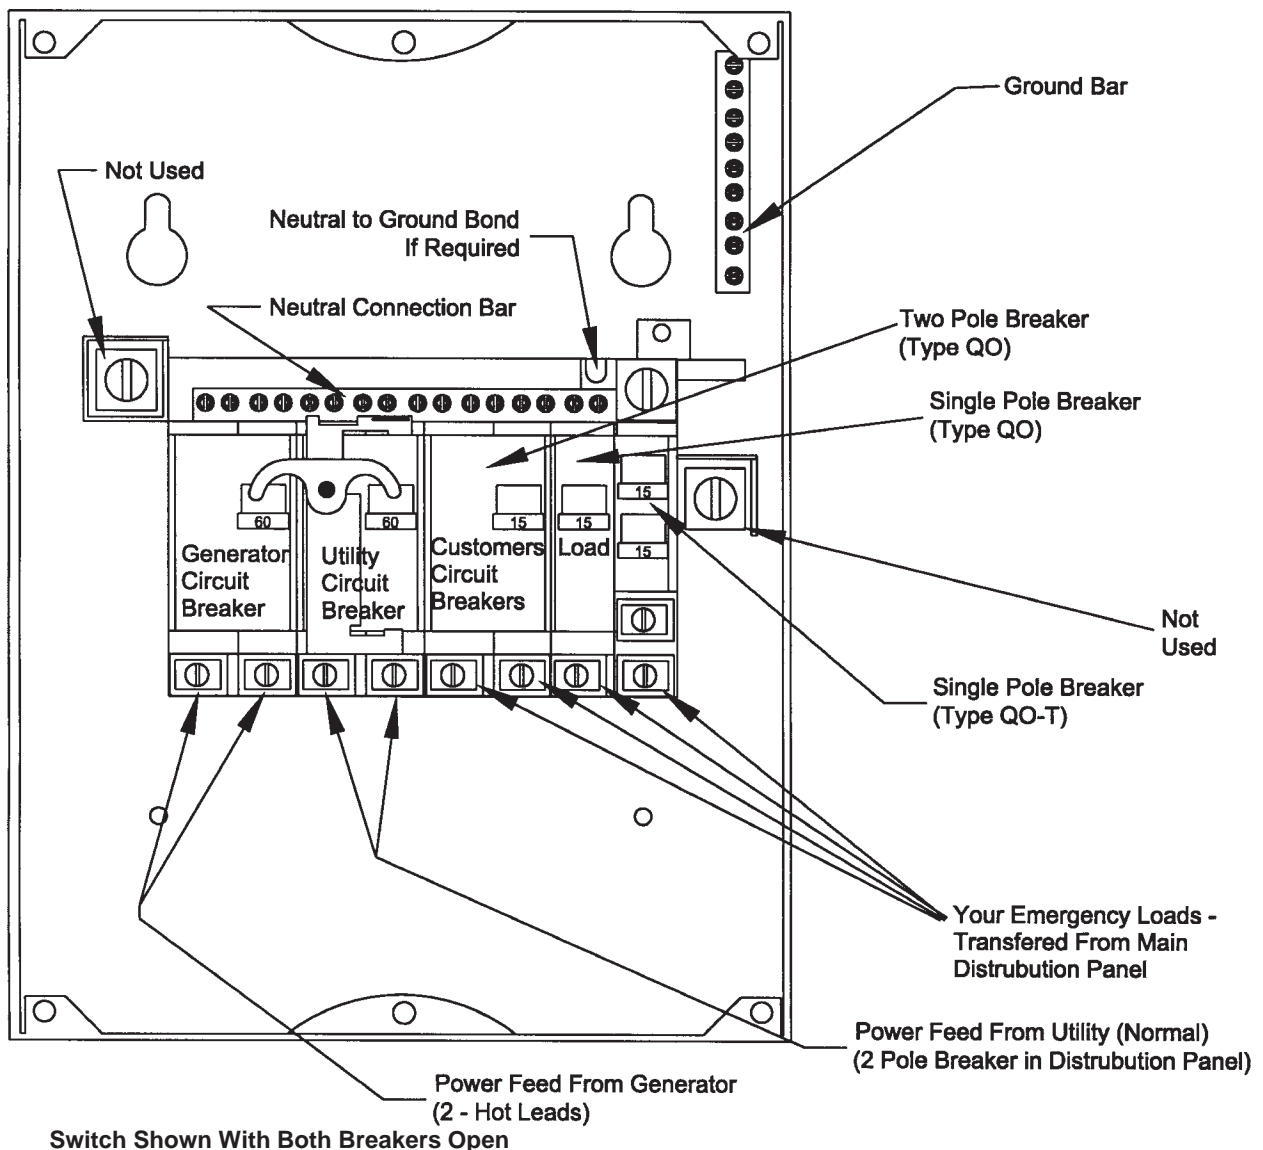 Ground Bar
Not Used
Neutral to Ground Bond
If Required
Neutral Connection Bar
Two Pole Breaker
(Type QO)
Single Pole Breaker
(Type QO)
15
60
60
15
15
15
Generator
Circuit
Breaker
Utility
Circuit
Breaker
Customers
Circuit
Breakers
Load
Not
Used
Single Pole Breaker
(Type QO-T)
Your Emergency Loads -
Transfered From Main
Distrubution Panel
Power Feed From Utility (Normal)
(2 Pole Breaker in Distrubution Panel)
Power Feed From Generator
(2 - Hot Leads)
Switch Shown With Both Breakers Open